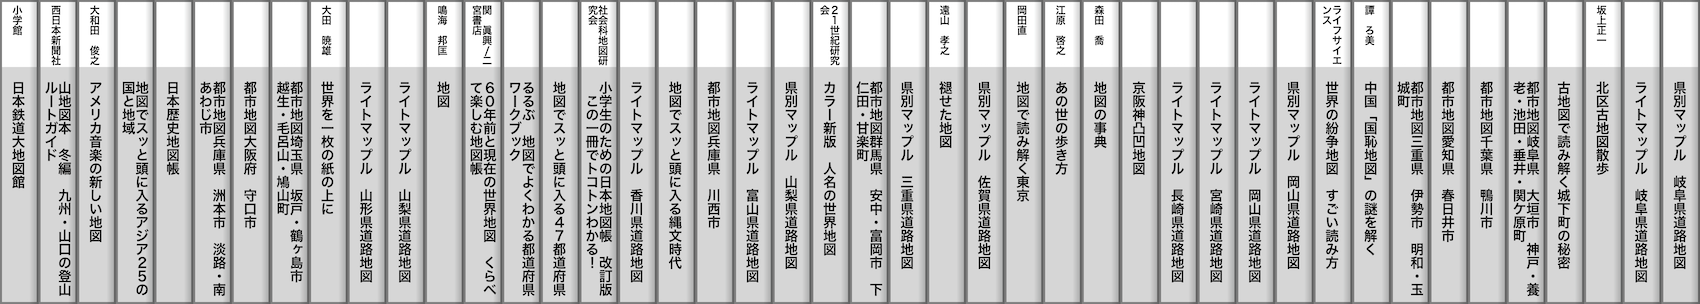 県別マップル　岐阜県道路地図
ライトマップル　岐阜県道路地図
坂上正一
北区古地図散歩
古地図で読み解く城下町の秘密
都市地図岐阜県　大垣市　神戸・養
老・池田・垂井・関ケ原町
都市地図千葉県　鴨川市
都市地図愛知県　春日井市
都市地図三重県　伊勢市　明和・玉
城町
譚　ろ美
中国「国恥地図」の謎を解く
ライフサイエ
ンス
世界の紛争地図　すごい読み方
県別マップル　岡山県道路地図
ライトマップル　岡山県道路地図
ライトマップル　宮崎県道路地図
ライトマップル　長崎県道路地図
京阪神凸凹地図
森田　喬
地図の事典
江原　啓之
あの世の歩き方
岡田直
地図で読み解く東京
県別マップル　佐賀県道路地図
遠山　孝之
褪せた地図
県別マップル　三重県道路地図
都市地図群馬県　安中・富岡市　下
仁田・甘楽町
21世紀研究
会
カラー新版　人名の世界地図
県別マップル　山梨県道路地図
ライトマップル　富山県道路地図
都市地図兵庫県　川西市
地図でスッと頭に入る縄文時代
ライトマップル　香川県道路地図
社会科地図研
究会
小学生のための日本地図帳　改訂版
　この一冊でトコトンわかる！
地図でスッと頭に入る47都道府県
るるぶ　地図でよくわかる都道府県
ワークブック
関　眞興/二
宮書店
60年前と現在の世界地図　くらべ
て楽しむ地図帳
鳴海　邦匡
地図
ライトマップル　山梨県道路地図
ライトマップル　山形県道路地図
大田　暁雄
世界を一枚の紙の上に
都市地図埼玉県　坂戸・鶴ヶ島市
越生・毛呂山・鳩山町
都市地図大阪府　守口市
都市地図兵庫県　洲本市　淡路・南
あわじ市
日本歴史地図帳
地図でスッと頭に入るアジア25の
国と地域
大和田　俊之
アメリカ音楽の新しい地図
西日本新聞社
山地図本　冬編　九州・山口の登山
ルートガイド
小学館
日本鉄道大地図館